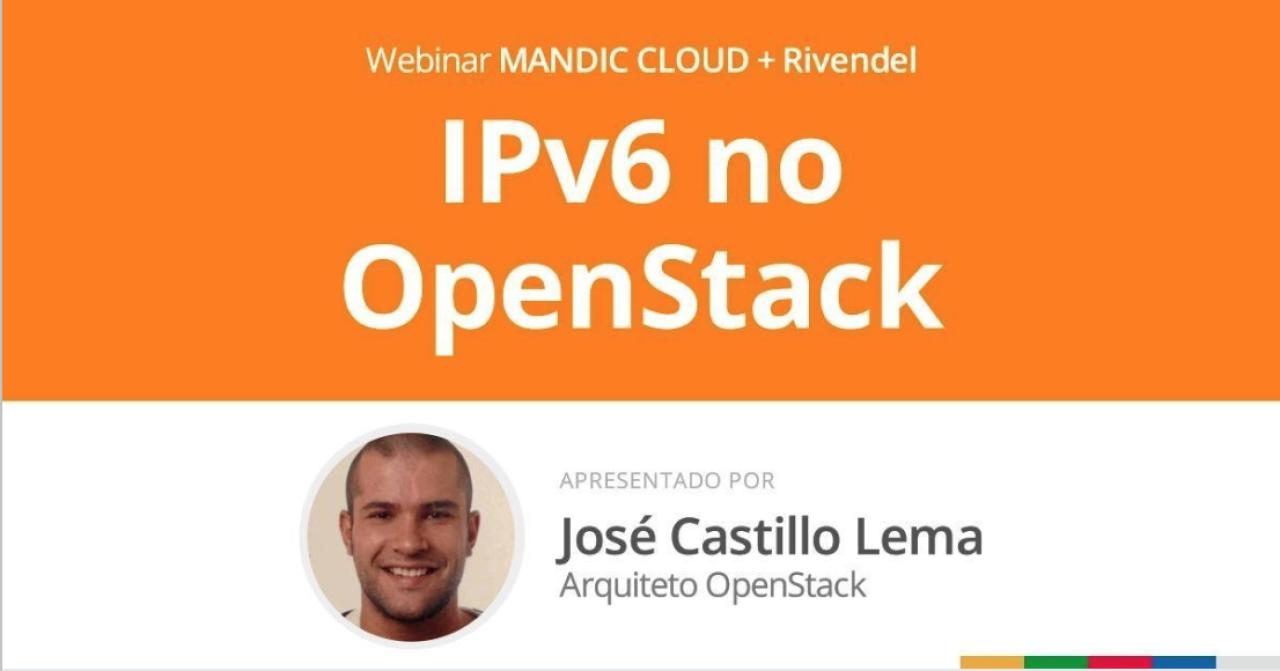 Webinar MANDIC CLOUD + Rivendel
IPv6 no
OpenStack
APRESENTADO POR
José Castillo Lema
Arquiteto OpenStack